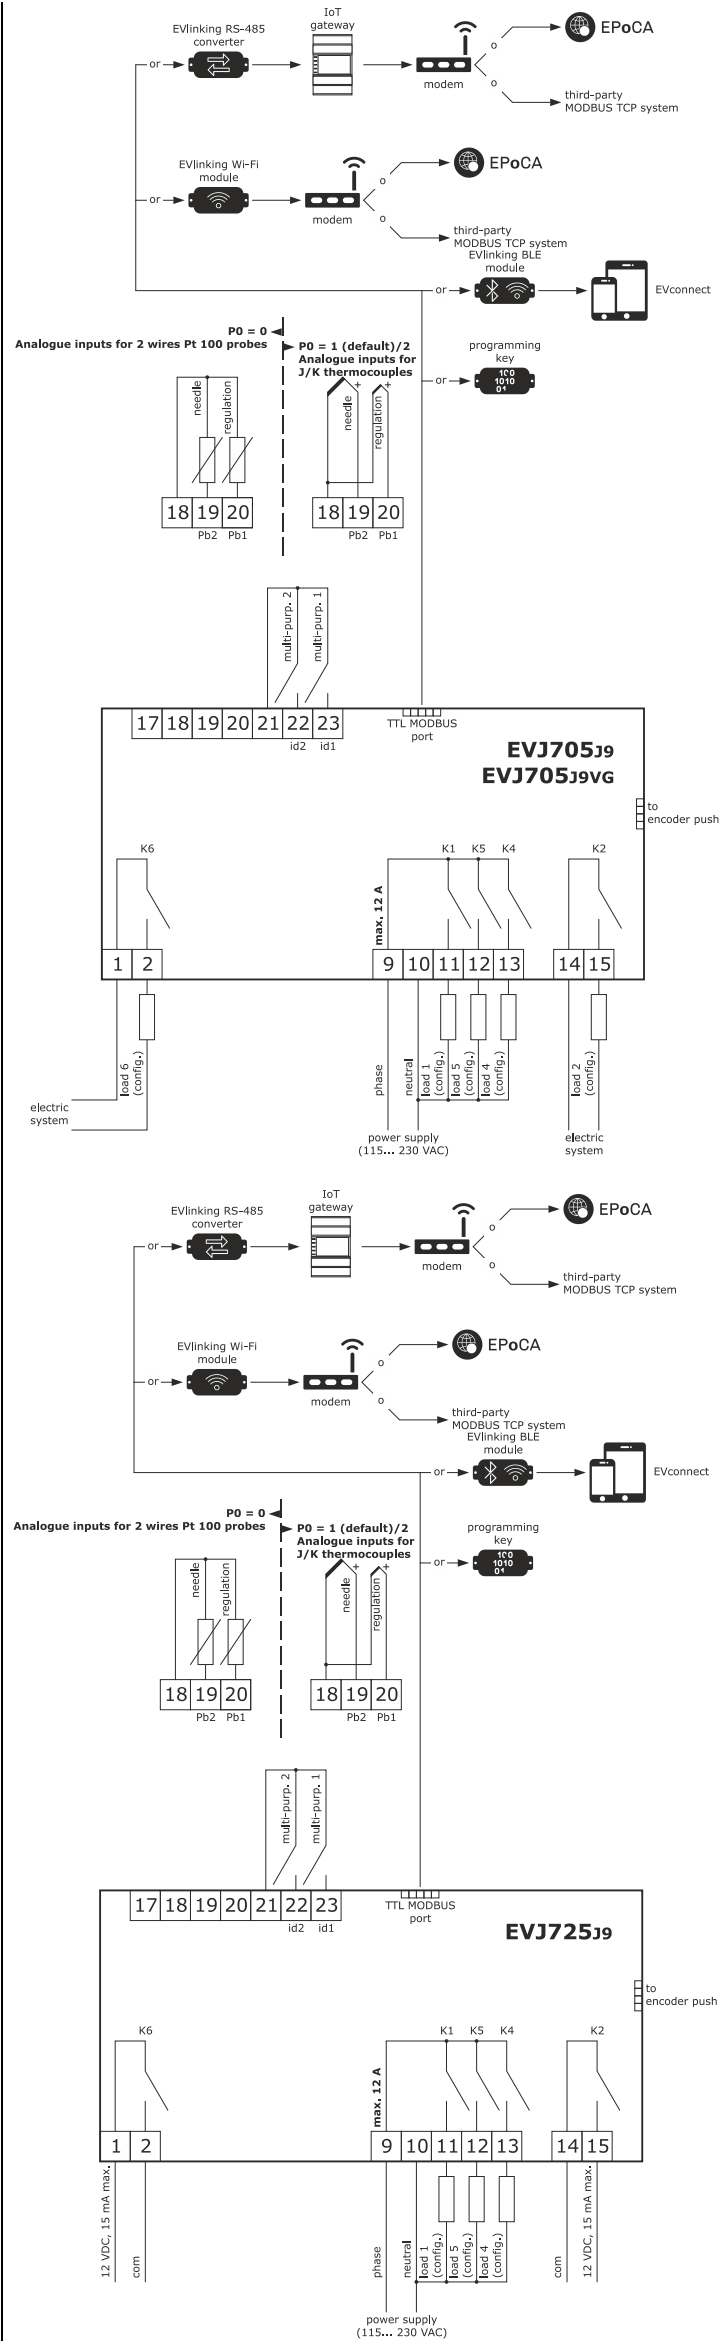 EVlinking RS-485
converter
IoT
gateway
or
modem
o
EPoCA
o
third-party
MODBUS TCP system
EVlinking Wi-Fi
module
or
modem
o
EPoCA
o
third-party
MODBUS TCP system
EVlinking BLE
module
or
EVconnect
P0 = 0
Analogue inputs for 2 wires Pt 100 probes
P0 = 1 (default)/2
Analogue inputs for
J/K thermocouples
programming
key
or
100
1010
01
needle
regulation
needle
+
regulation
+
18 19 20
Pb2 Pb1
18 19 20
Pb2 Pb1
multi-purp. 2
multi-purp. 1
17 18 19 20 21 22 23
id2 id1
TTL MODBUS
port
EVJ705J9
EVJ705J9VG
to
encoder push
K6
K1 K5 K4
K2
max. 12 A
1 2
9 10 11 12 13
14 15
load 6
(config.)
phase
neutral
load 1
(config.)
load 5
(config.)
load 4
(config.)
load 2
(config.)
electric
system
power supply
(115... 230 VAC)
electric
system
EVlinking RS-485
converter
IoT
gateway
or
modem
o
EPoCA
o
third-party
MODBUS TCP system
EVlinking Wi-Fi
module
or
modem
o
EPoCA
o
third-party
MODBUS TCP system
EVlinking BLE
module
or
EVconnect
P0 = 0
Analogue inputs for 2 wires Pt 100 probes
P0 = 1 (default)/2
Analogue inputs for
J/K thermocouples
programming
key
or
100
1010
01
needle
regulation
needle
+
regulation
+
18 19 20
Pb2 Pb1
18 19 20
Pb2 Pb1
multi-purp. 2
multi-purp. 1
17 18 19 20 21 22 23
id2 id1
TTL MODBUS
port
EVJ725J9
to
encoder push
K6
K1 K5 K4
K2
max. 12 A
1 2
9 10 11 12 13
14 15
12 VDC, 15 mA max.
com
phase
neutral
load 1
(config.)
load 5
(config.)
load 4
(config.)
com
12 VDC, 15 mA max.
power supply
(115... 230 VAC)